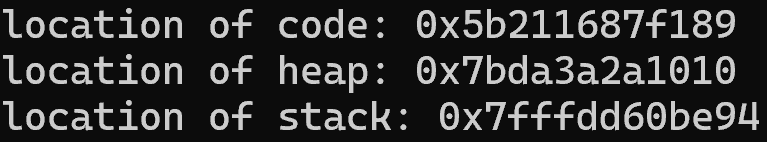 location of code: 0x5b211687f189
location of heap: 0x7bda3a2a1010
location of stack: 0x7fffdd60be94